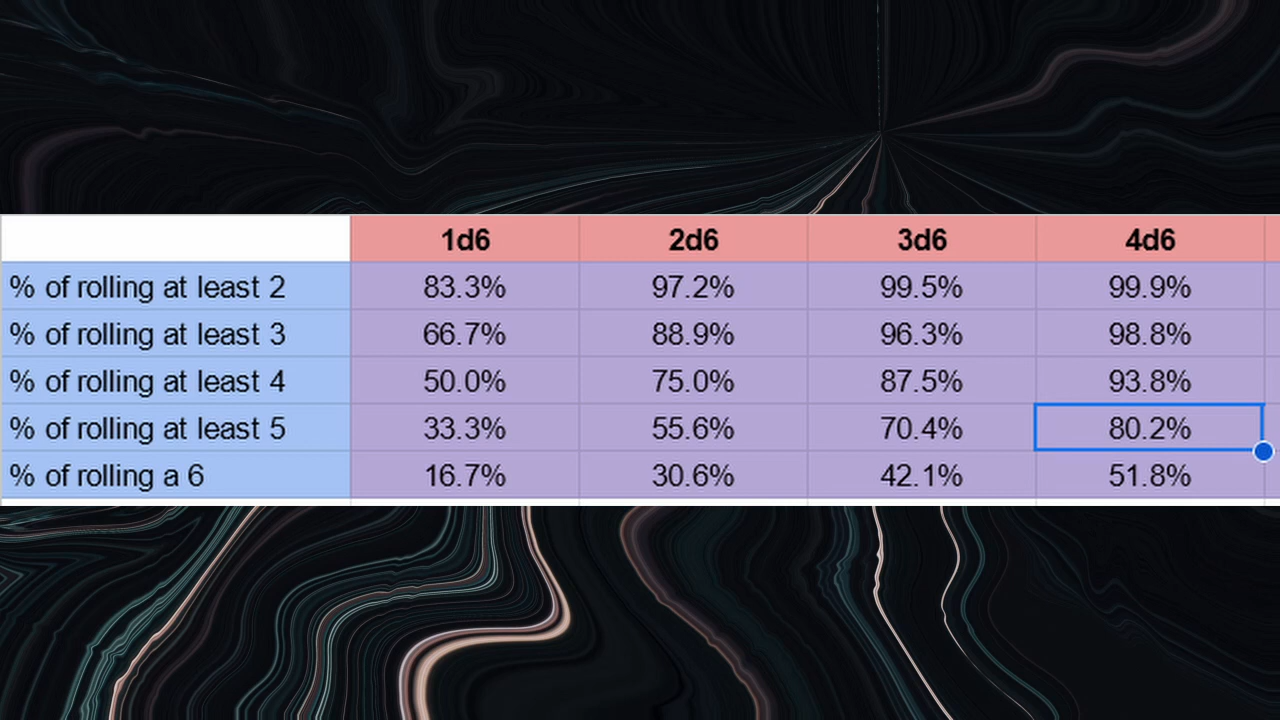 1d6 2d6 3d6 4d6
% of rolling at least 2 83.3% 97.2% 99.5% 99.9%
% of rolling at least 3 66.7% 88.9% 96.3% 98.8%
% of rolling at least 4 50.0% 75.0% 87.5% 93.8%
% of rolling at least 5 33.3% 55.6% 70.4% 80.2%
% of rolling a 6 16.7% 30.6% 42.1% 51.8%